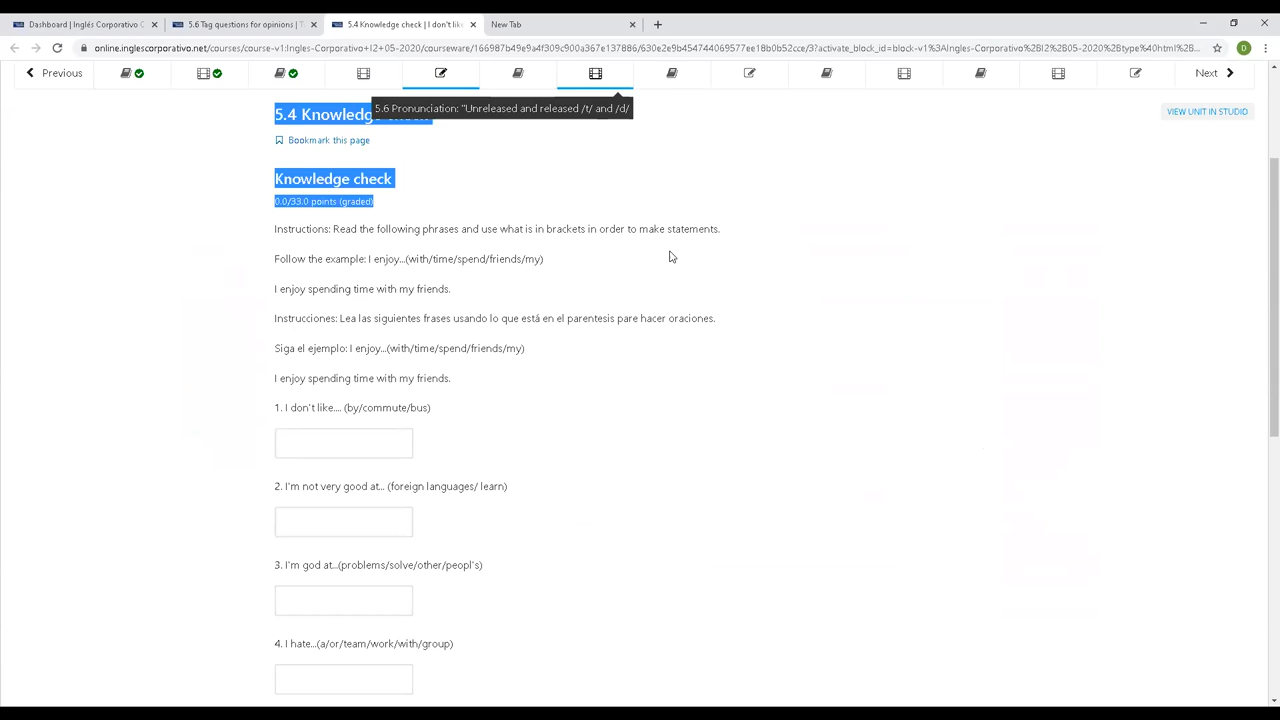 Dashboard | Inglés Corporativo C
5.6 Tag questions for opinions | T
5.4 Knowledge check | I don't lik
New Tab
online.inglescorporativo.net/courses/course-v1:Ingles-Corporativo+I2+05-2020/courseware/166987b49e9a4f309c900a367e137886/630e2e9b454744069577ee18b0b52cce/3?activate_block_id=block-v1%3AIngles-Corporativo%2BI2%2B05-2020%2Btype%40html%2B...
D
Previous
Next
5.6 Pronunciation: "Unreleased and released /t/ and /d/
5.4 Knowledge check
VIEW UNIT IN STUDIO
Bookmark this page
Knowledge check
0.0/33.0 points (graded)
Instructions: Read the following phrases and use what is in brackets in order to make statements.
Follow the example: I enjoy...(with/time/spend/friends/my)
I enjoy spending time with my friends.
Instrucciones: Lea las siguientes frases usando lo que está en el parentesis pare hacer oraciones.
Siga el ejemplo: I enjoy...(with/time/spend/friends/my)
I enjoy spending time with my friends.
1. I don't like.... (by/commute/bus)
2. I'm not very good at... (foreign languages/ learn)
3. I'm god at...(problems/solve/other/peopl's)
4. I hate...(a/or/team/work/with/group)